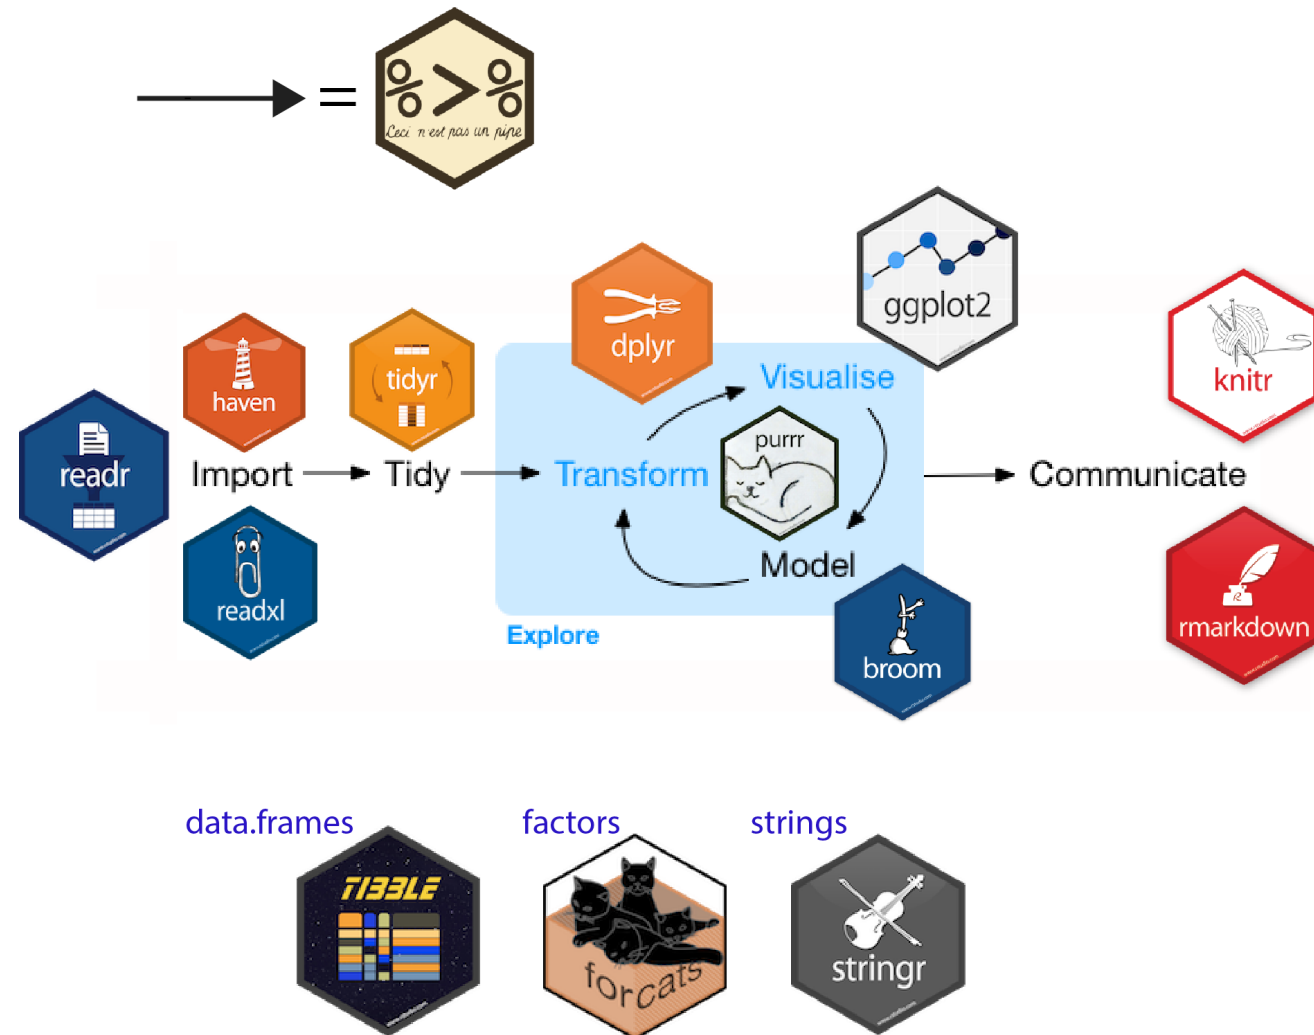 =
%>%
Ceci n'est pas un pipe
ggplot2
dplyr
haven
tidyr
knitr
Visualise
purrr
readr
Import
Tidy
Transform
Communicate
Model
readxl
Explore
broom
rmarkdown
data.frames
factors
strings
TIBBLE
forcats
stringr